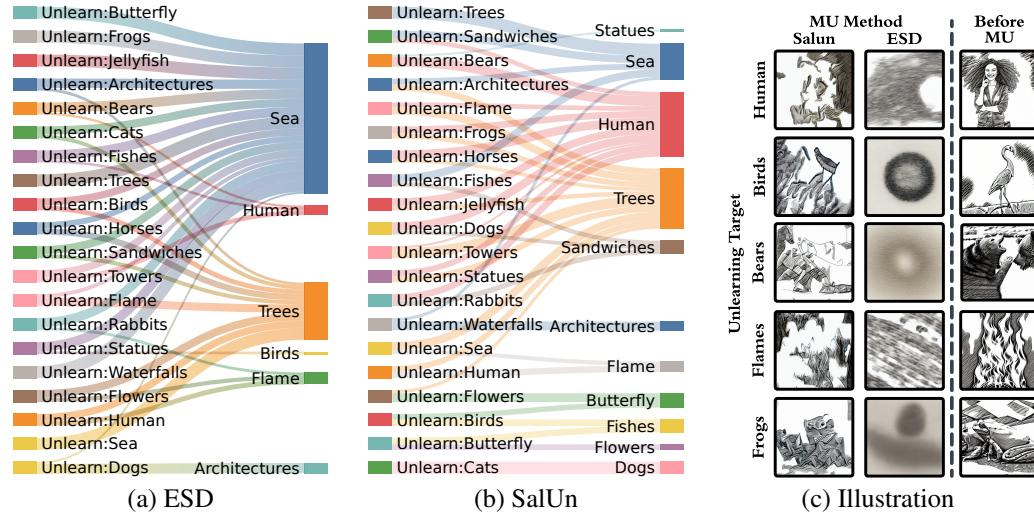 Unlearn:Butterfly
Unlearn:Frogs
Unlearn:Jellyfish
Unlearn:Architectures
Unlearn:Bears
Unlearn:Cats
Unlearn:Fishes
Unlearn:Trees
Unlearn:Birds
Unlearn:Horses
Unlearn:Sandwiches
Unlearn:Towers
Unlearn:Flame
Unlearn:Rabbits
Unlearn:Statues
Unlearn:Waterfalls
Unlearn:Flowers
Unlearn:Human
Unlearn:Sea
Unlearn:Dogs
Sea
Human
Trees
Birds
Flame
Architectures
(a) ESD
Unlearn:Trees
Unlearn:Sandwiches
Unlearn:Bears
Unlearn:Architectures
Unlearn:Flame
Unlearn:Frogs
Unlearn:Horses
Unlearn:Fishes
Unlearn:Jellyfish
Unlearn:Dogs
Unlearn:Towers
Unlearn:Statues
Unlearn:Rabbits
Unlearn:Waterfalls
Unlearn:Sea
Unlearn:Human
Unlearn:Flowers
Unlearn:Birds
Unlearn:Butterfly
Unlearn:Cats
Statues
Sea
Human
Trees
Sandwiches
Architectures
Flame
Butterfly
Fishes
Flowers
Dogs
(b) SalUn
MU Method
Salun
ESD
Before
MU
Unlearning Target
Human
Birds
Bears
Flames
Frogs
(c) Illustration